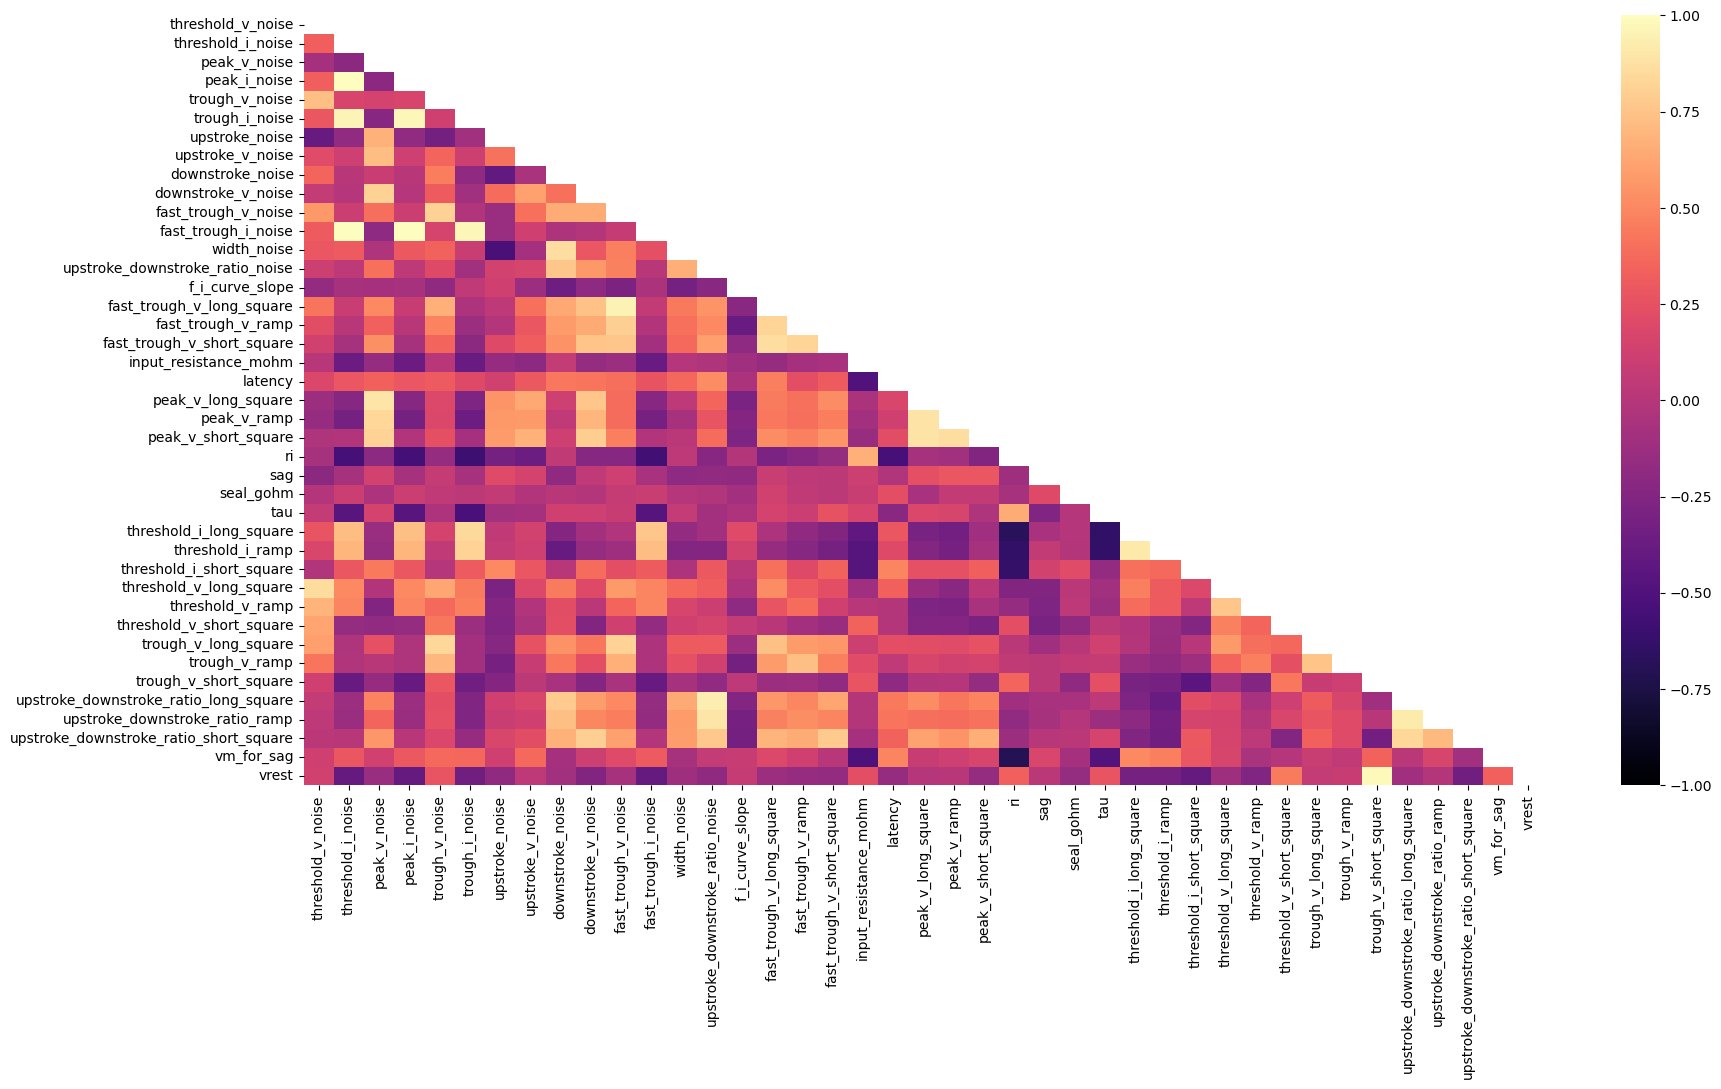 threshold_v_noise
threshold_i_noise
peak_v_noise
peak_i_noise
trough_v_noise
trough_i_noise
upstroke_noise
upstroke_v_noise
downstroke_noise
downstroke_v_noise
fast_trough_v_noise
fast_trough_i_noise
width_noise
upstroke_downstroke_ratio_noise
f_i_curve_slope
fast_trough_v_long_square
fast_trough_v_ramp
fast_trough_v_short_square
input_resistance_mohm
latency
peak_v_long_square
peak_v_ramp
peak_v_short_square
ri
sag
seal_gohm
tau
threshold_i_long_square
threshold_i_ramp
threshold_i_short_square
threshold_v_long_square
threshold_v_ramp
threshold_v_short_square
trough_v_long_square
trough_v_ramp
trough_v_short_square
upstroke_downstroke_ratio_long_square
upstroke_downstroke_ratio_ramp
upstroke_downstroke_ratio_short_square
vm_for_sag
vrest
threshold_v_noise
threshold_i_noise
peak_v_noise
peak_i_noise
trough_v_noise
trough_i_noise
upstroke_noise
upstroke_v_noise
downstroke_noise
downstroke_v_noise
fast_trough_v_noise
fast_trough_i_noise
width_noise
upstroke_downstroke_ratio_noise
f_i_curve_slope
fast_trough_v_long_square
fast_trough_v_ramp
fast_trough_v_short_square
input_resistance_mohm
latency
peak_v_long_square
peak_v_ramp
peak_v_short_square
ri
sag
seal_gohm
tau
threshold_i_long_square
threshold_i_ramp
threshold_i_short_square
threshold_v_long_square
threshold_v_ramp
threshold_v_short_square
trough_v_long_square
trough_v_ramp
trough_v_short_square
upstroke_downstroke_ratio_long_square
upstroke_downstroke_ratio_ramp
upstroke_downstroke_ratio_short_square
vm_for_sag
vrest
1.00
0.75
0.50
0.25
0.00
−0.25
−0.50
−0.75
−1.00